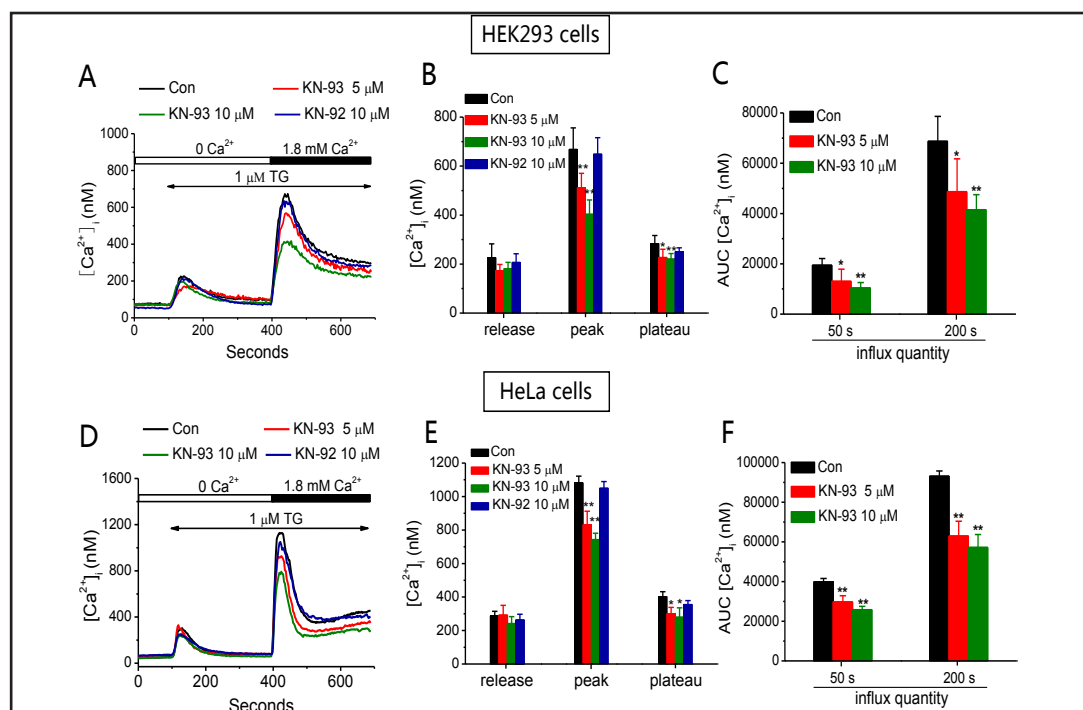 HEK293 cells
A
Con
KN-93 5 μM
KN-93 10 μM
KN-92 10 μM
1000
800
600
400
200
0
[Ca²⁺]i (nM)
0 Ca²⁺
1.8 mM Ca²⁺
1 μM TG
0 200 400 600
Seconds
B
Con
KN-93 5 μM
KN-93 10 μM
KN-92 10 μM
800
600
400
200
0
[Ca²⁺]i (nM)
**
**
* **
release peak plateau
C
Con
KN-93 5 μM
KN-93 10 μM
80000
60000
40000
20000
0
AUC [Ca²⁺]i (nM)
* **
* **
50 s 200 s
influx quantity
HeLa cells
D
Con
KN-93 5 μM
KN-93 10 μM
KN-92 10 μM
1600
1200
800
400
0
[Ca²⁺]i (nM)
0 Ca²⁺
1.8 mM Ca²⁺
1 μM TG
0 200 400 600
Seconds
E
Con
KN-93 5 μM
KN-93 10 μM
KN-92 10 μM
1200
1000
800
600
400
200
0
[Ca²⁺]i (nM)
**
**
* *
release peak plateau
F
Con
KN-93 5 μM
KN-93 10 μM
100000
80000
60000
40000
20000
0
AUC [Ca²⁺]i (nM)
** **
** **
50 s 200 s
influx quantity